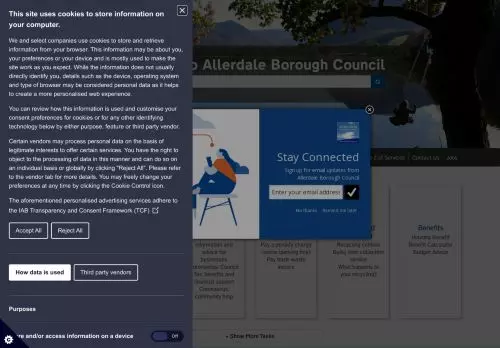 This site uses cookies to store information on
your computer.
We and select companies use cookies to store and retrieve
information from your browser. This information may be about you,
your preferences or your device and is mostly used to make the
site work as you expect. While the information does not usually
directly identify you, details such as the device, operating system
and type of browser may be considered personal data as it helps
to create a more personalised web experience.
You can review how this information is used and customise your
consent preferences for cookies or for any other identifying
technology below by either purpose, feature or third party vendor.
Certain vendors may process personal data on the basis of
legitimate interests to offer certain services. You have the right to
object to the processing of data in this manner and can do so on
an individual basis or globally by clicking "Reject All". Please refer
to the vendor tab for more details. You may freely change your
preferences at any time by clicking the Cookie Control icon.
The aforementioned personalised advertising services adhere to
the IAB Transparency and Consent Framework (TCF)
Accept All
Reject All
How data is used
Third party vendors
Purposes
and/or access information on a device
Off
o Allerdale Borough Council
Stay Connected
Sign up for email updates from
Allerdale Borough Council
Enter your email address
No thanks
Remind me later
Services
Contact Us
Jobs
information and
advice for
businesses
Council
Tax, benefits and
financial support
Coronavirus:
community help
Pay a parking charge
notice (parking fine)
Pay trade waste
invoice
Recycling centres
Bulky item collection
service
What happens to
your recycling?
Benefits
Housing Benefit
Benefit Calculator
Budget Advice
Show More Tasks